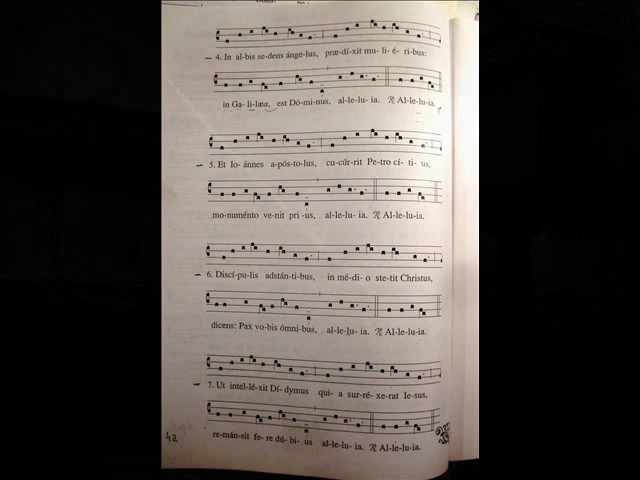 4. In al-bis se-dens ánge-lus, præ-dí-xit mu-li-é-ri-bus:
in Ga-li-læa, est Dó-mi-nus, al-le-lu-ia. ℟ Al-le-lu-ia,
5. Et Io-ánnes a-pós-to-lus, cu-cúr-rit Pe-tro cí-ti-us,
mo-numénto ve-nit pri-us, al-le-lu-ia. ℟ Al-le-lu-ia.
6. Discí-pu-lis adstán-ti-bus, in mé-di-o ste-tit Christus,
dicens: Pax vo-bis ómni-bus, al-le-lu-ia. ℟ Al-le-lu-ia.
7. Ut intel-lé-xit Dí-dymus qui-a sur-ré-xe-rat Ie-sus,
re-mán-sit fe-re dú-bi-us al-le-lu-ia. ℟ Al-le-lu-ia.
42